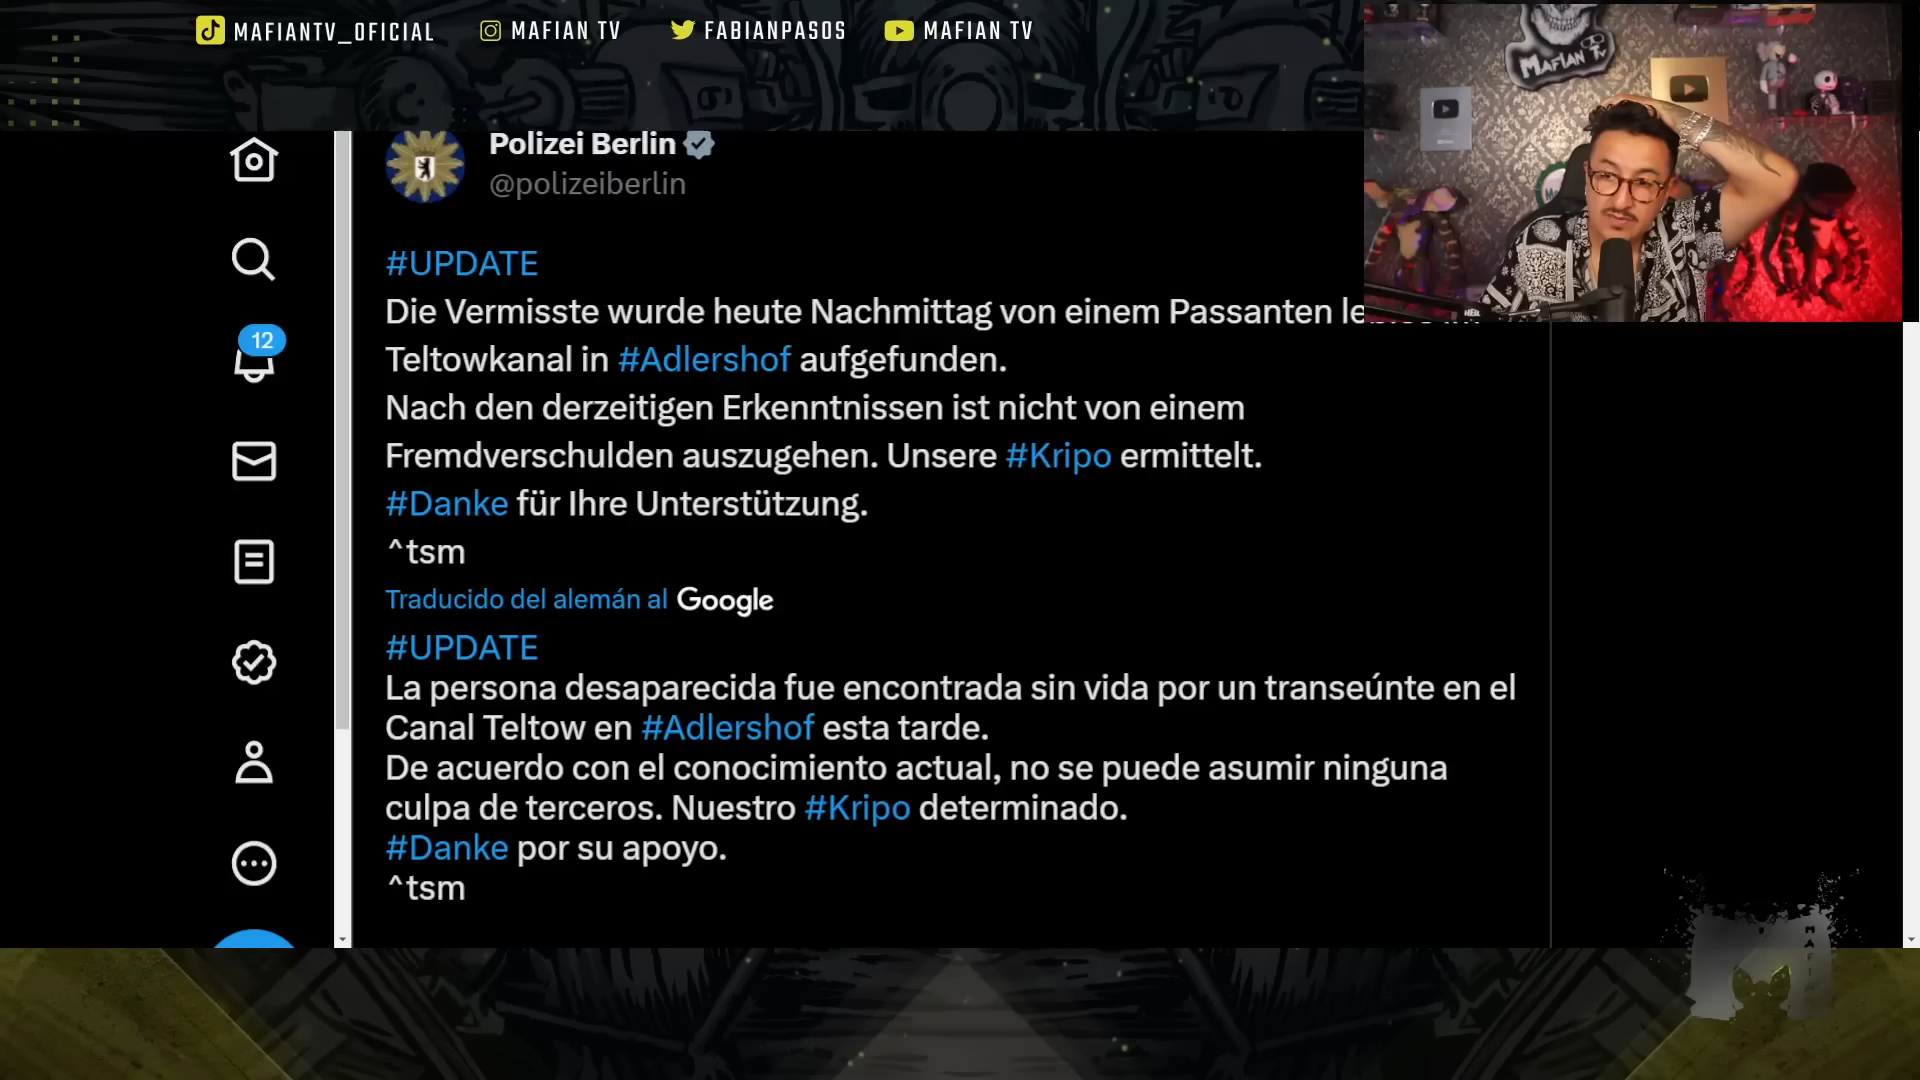 MAFIANTV_OFICIAL MAFIAN TV FABIANPASOS MAFIAN TV
MAFIAN TV
Polizei Berlin
@polizeiberlin
12
#UPDATE
Die Vermisste wurde heute Nachmittag von einem Passanten
Teltowkanal in #Adlershof aufgefunden.
Nach den derzeitigen Erkenntnissen ist nicht von einem
Fremdverschulden auszugehen. Unsere #Kripo ermittelt.
#Danke für Ihre Unterstützung.
^tsm
Traducido del alemán al Google
#UPDATE
La persona desaparecida fue encontrada sin vida por un transeúnte en el
Canal Teltow en #Adlershof esta tarde.
De acuerdo con el conocimiento actual, no se puede asumir ninguna
culpa de terceros. Nuestro #Kripo determinado.
#Danke por su apoyo.
^tsm